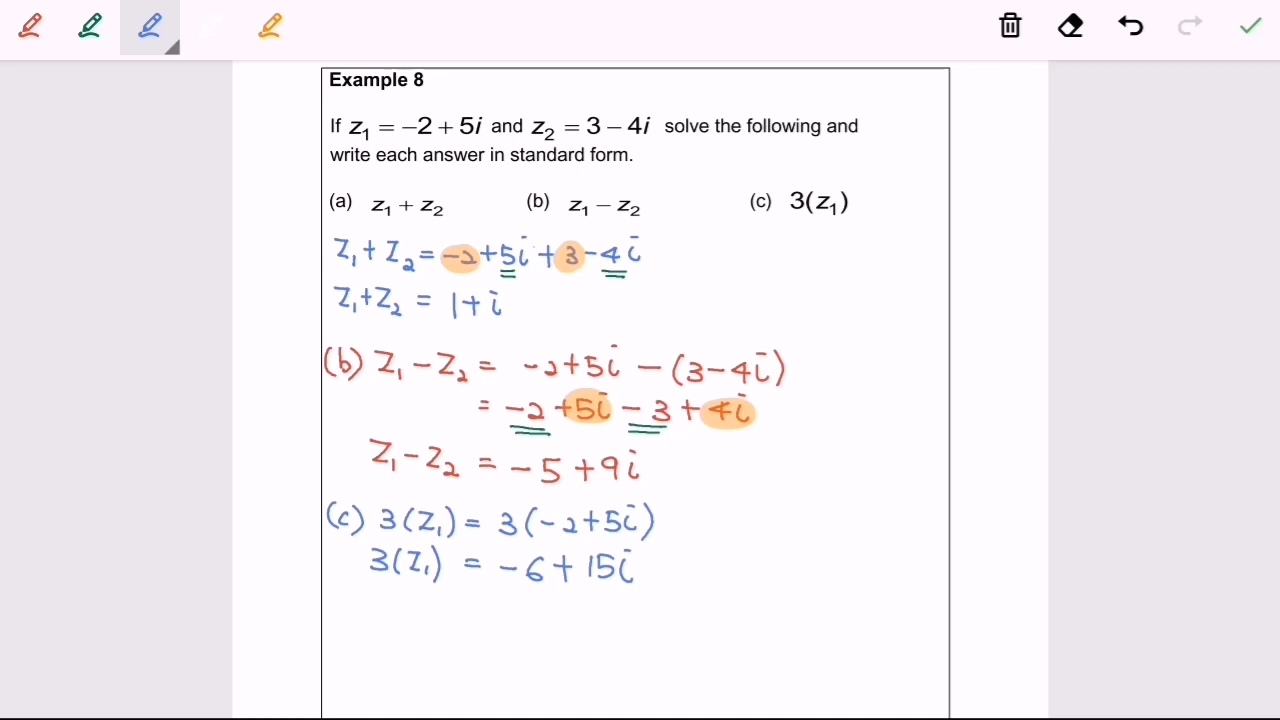 Example 8
If z₁ = −2 + 5i and z₂ = 3 − 4i solve the following and
write each answer in standard form.
(a) z₁ + z₂ (b) z₁ − z₂ (c) 3(z₁)
Z₁ + Z₂ = -2 + 5i + 3 - 4i
Z₁ + Z₂ = 1 + i
(b) Z₁ - Z₂ = -2 + 5i - (3 - 4i)
= -2 + 5i - 3 + 4i
Z₁ - Z₂ = -5 + 9i
(c) 3(Z₁) = 3(-2 + 5i)
3(Z₁) = -6 + 15i